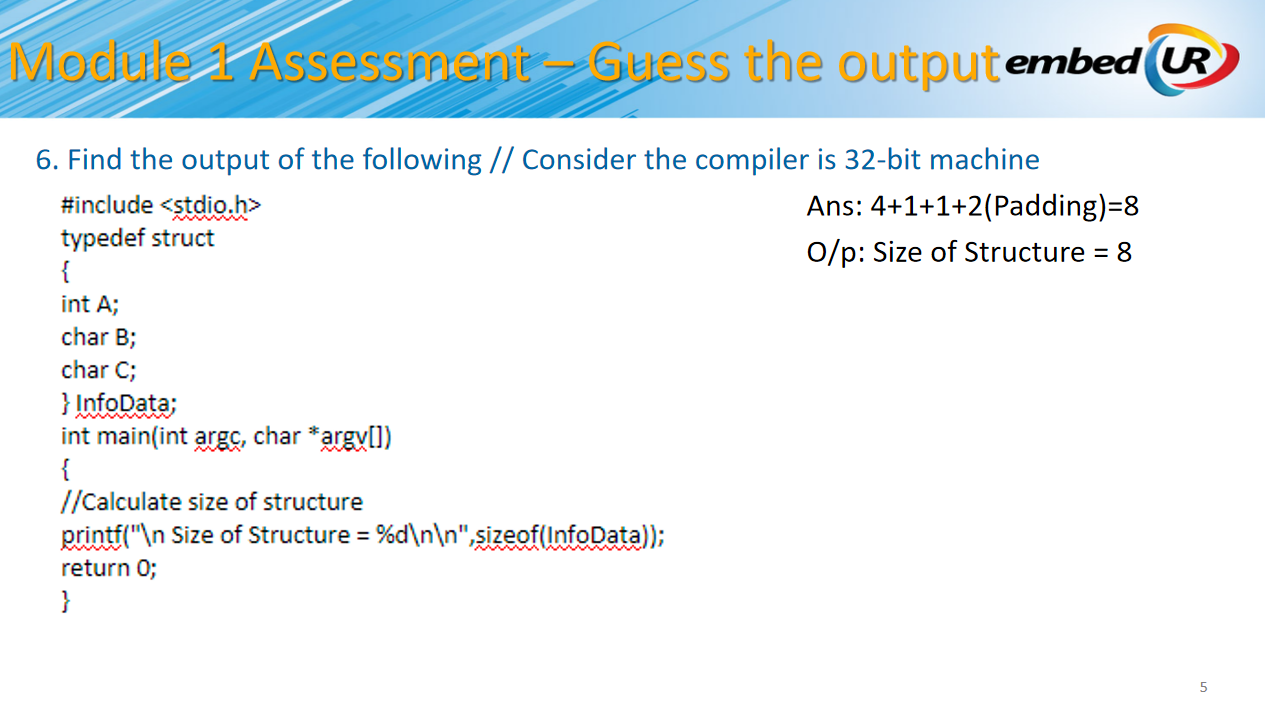 Module 1 Assessment – Guess the output
embed UR
6. Find the output of the following // Consider the compiler is 32-bit machine
#include <stdio.h>
typedef struct
{
int A;
char B;
char C;
} InfoData;
int main(int argc, char *argv[])
{
//Calculate size of structure
printf("\n Size of Structure = %d\n\n",sizeof(InfoData));
return 0;
}
Ans: 4+1+1+2(Padding)=8
O/p: Size of Structure = 8
5